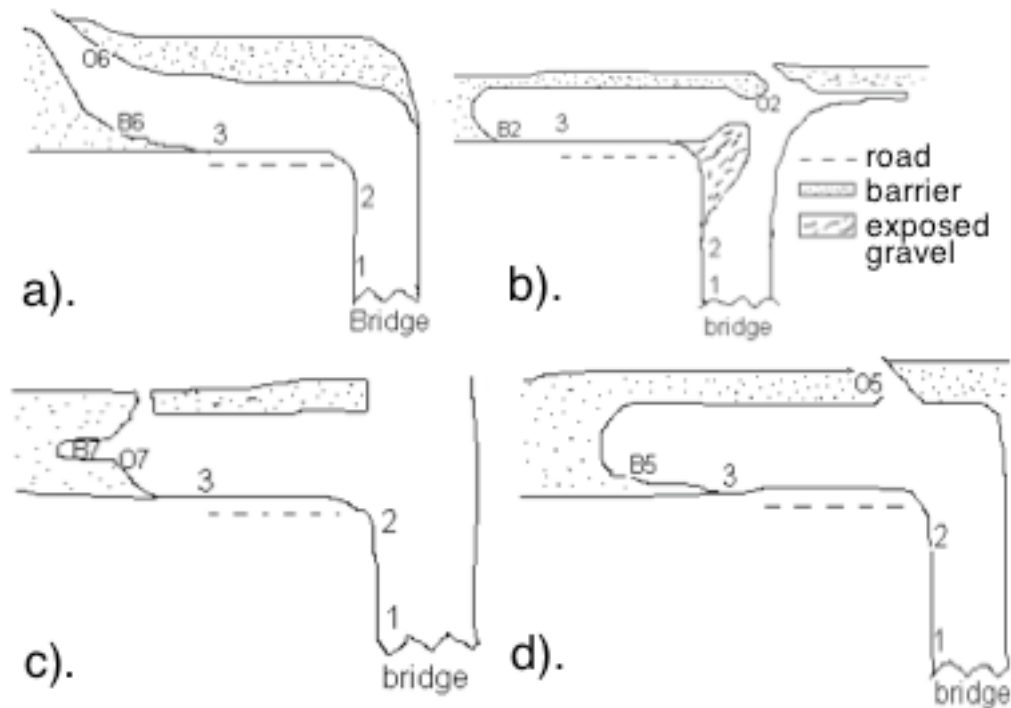 O6
B6
3
2
1
a).
Bridge
O2
B2
3
road
barrier
exposed
gravel
2
1
b).
bridge
B7
O7
3
2
1
c).
bridge
O5
B5
3
2
1
d).
bridge